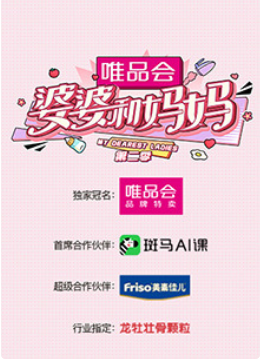 唯品会
婆婆和妈妈
MY DEAREST LADIES
第二季
独家冠名：唯品会
品牌特卖
首席合作伙伴：斑马AI课
超级合作伙伴：Friso美素佳儿
行业指定：龙牡壮骨颗粒